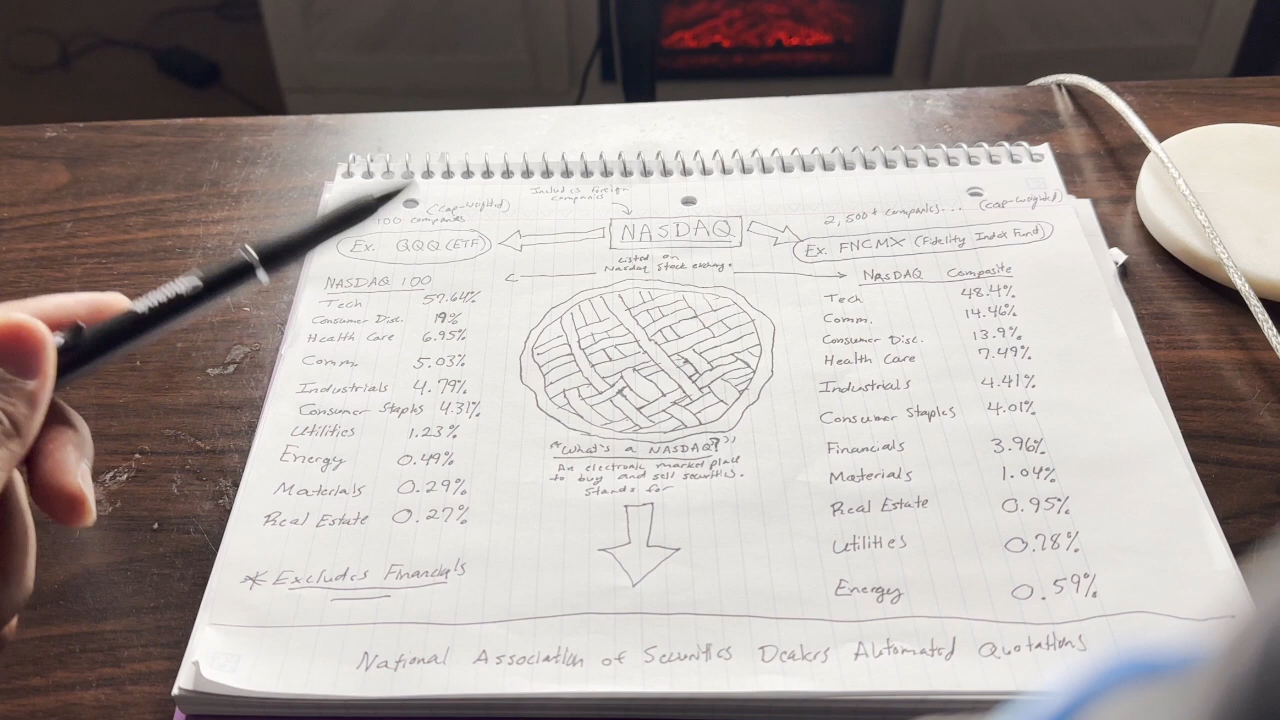 Includes foreign
companies
(cap-weighted)
100 companies
2,500+ companies... (cap-weighted)
NASDAQ
Ex. QQQ (ETF)
Ex. FNCMX (Fidelity Index Fund)
Listed on
Nasdaq Stock exchange
NASDAQ 100
Tech 57.64%
Consumer Disc. 19%
Health Care 6.95%
Comm. 5.03%
Industrials 4.79%
Consumer Staples 4.31%
Utilities 1.23%
Energy 0.49%
Materials 0.29%
Real Estate 0.27%
* Excludes Financials
"What's a NASDAQ?"
An electronic market place
to buy and sell securities.
Stands for
NASDAQ Composite
Tech 48.4%
Comm. 14.46%
Consumer Disc. 13.9%
Health Care 7.49%
Industrials 4.41%
Consumer Staples 4.01%
Financials 3.96%
Materials 1.04%
Real Estate 0.95%
Utilities
Energy 0.59%
National Association of Securities Dealers Automated Quotations